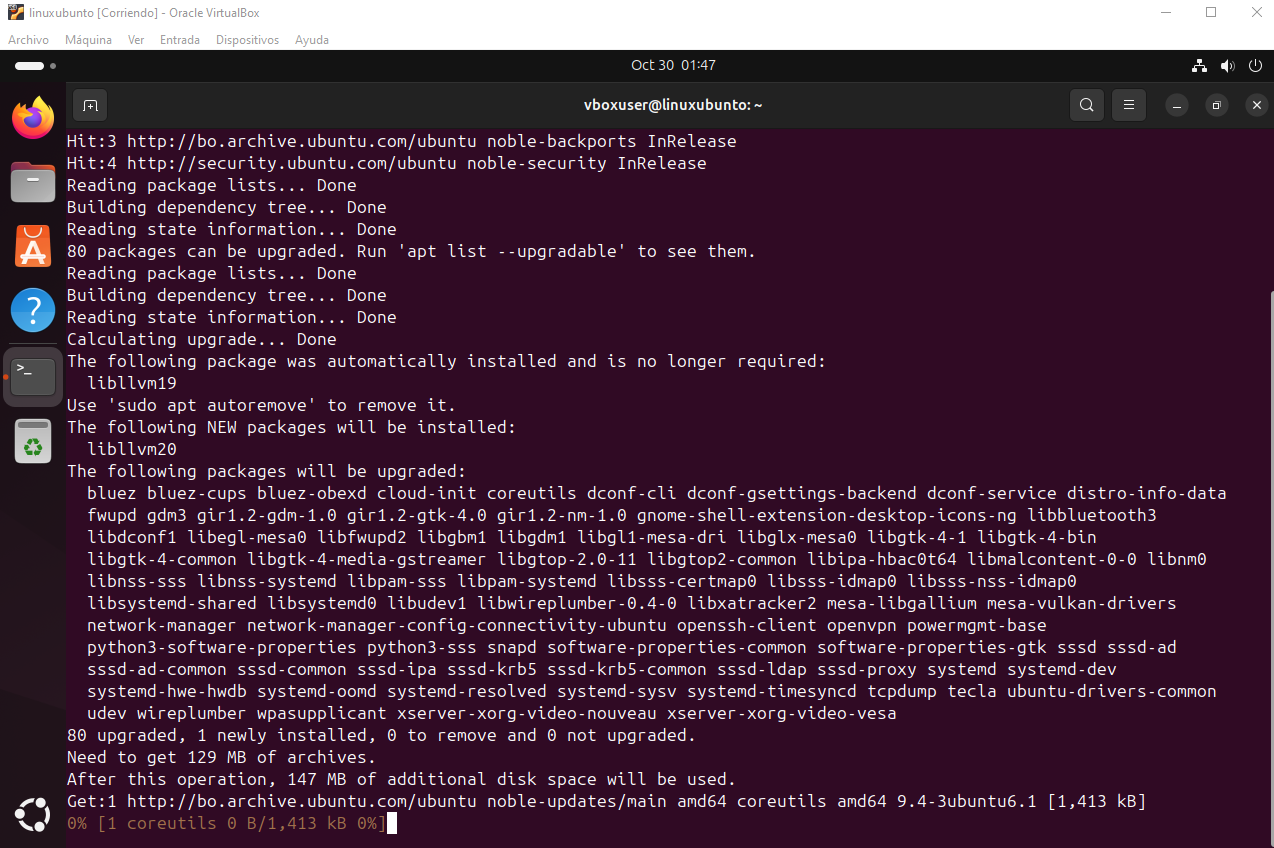 linuxubunto [Corriendo] - Oracle VirtualBox
Archivo Máquina Ver Entrada Dispositivos Ayuda
Oct 30 01:47
vboxuser@linuxubunto: ~
Hit:3 http://bo.archive.ubuntu.com/ubuntu noble-backports InRelease
Hit:4 http://security.ubuntu.com/ubuntu noble-security InRelease
Reading package lists... Done
Building dependency tree... Done
Reading state information... Done
80 packages can be upgraded. Run 'apt list --upgradable' to see them.
Reading package lists... Done
Building dependency tree... Done
Reading state information... Done
Calculating upgrade... Done
The following package was automatically installed and is no longer required:
  libllvm19
Use 'sudo apt autoremove' to remove it.
The following NEW packages will be installed:
  libllvm20
The following packages will be upgraded:
  bluez bluez-cups bluez-obexd cloud-init coreutils dconf-cli dconf-gsettings-backend dconf-service distro-info-data
  fwupd gdm3 gir1.2-gdm-1.0 gir1.2-gtk-4.0 gir1.2-nm-1.0 gnome-shell-extension-desktop-icons-ng libbluetooth3
  libdconf1 libegl-mesa0 libfwupd2 libgbm1 libgdm1 libgl1-mesa-dri libglx-mesa0 libgtk-4-1 libgtk-4-bin
  libgtk-4-common libgtk-4-media-gstreamer libgtop-2.0-11 libgtop2-common libipa-hbac0t64 libmalcontent-0-0 libnm0
  libnss-sss libnss-systemd libpam-sss libpam-systemd libsss-certmap0 libsss-idmap0 libsss-nss-idmap0
  libsystemd-shared libsystemd0 libudev1 libwireplumber-0.4-0 libxatracker2 mesa-libgallium mesa-vulkan-drivers
  network-manager network-manager-config-connectivity-ubuntu openssh-client openvpn powermgmt-base
  python3-software-properties python3-sss snapd software-properties-common software-properties-gtk sssd sssd-ad
  sssd-ad-common sssd-common sssd-ipa sssd-krb5 sssd-krb5-common sssd-ldap sssd-proxy systemd systemd-dev
  systemd-hwe-hwdb systemd-oomd systemd-resolved systemd-sysv systemd-timesyncd tcpdump tecla ubuntu-drivers-common
  udev wireplumber wpasupplicant xserver-xorg-video-nouveau xserver-xorg-video-vesa
80 upgraded, 1 newly installed, 0 to remove and 0 not upgraded.
Need to get 129 MB of archives.
After this operation, 147 MB of additional disk space will be used.
Get:1 http://bo.archive.ubuntu.com/ubuntu noble-updates/main amd64 coreutils amd64 9.4-3ubuntu6.1 [1,413 kB]
0% [1 coreutils 0 B/1,413 kB 0%]